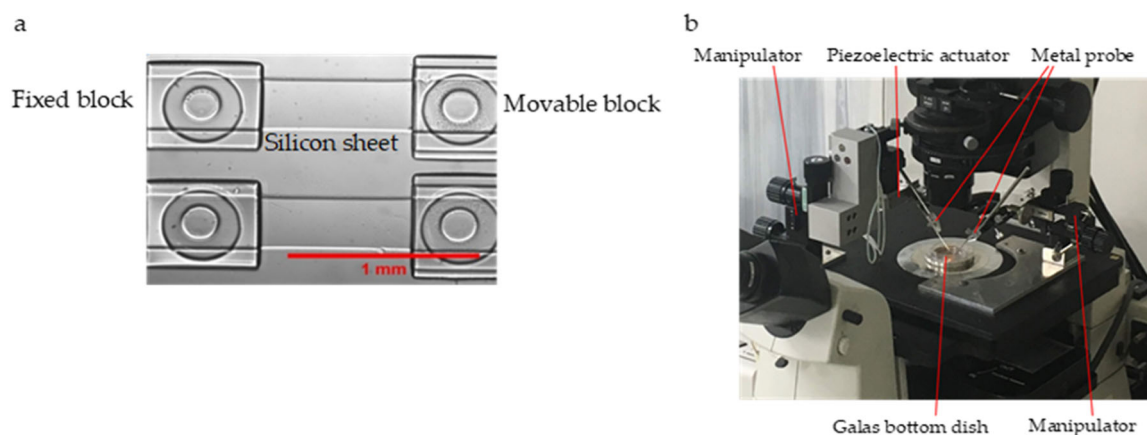 a
Fixed block
Silicon sheet
Movable block
1 mm
b
Manipulator
Piezoelectric actuator
Metal probe
Galas bottom dish
Manipulator